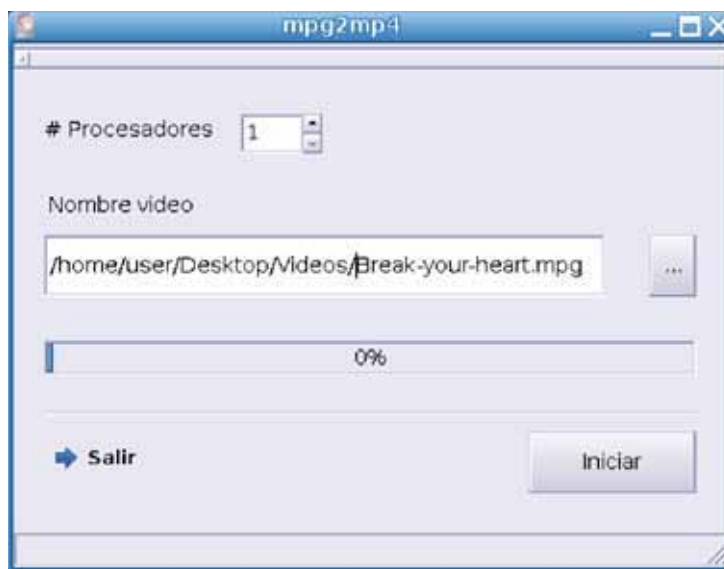 mpg2mp4
# Procesadores 1
Nombre video
/home/user/Desktop/Videos/Break-your-heart.mpg ...
0%
Salir
Iniciar